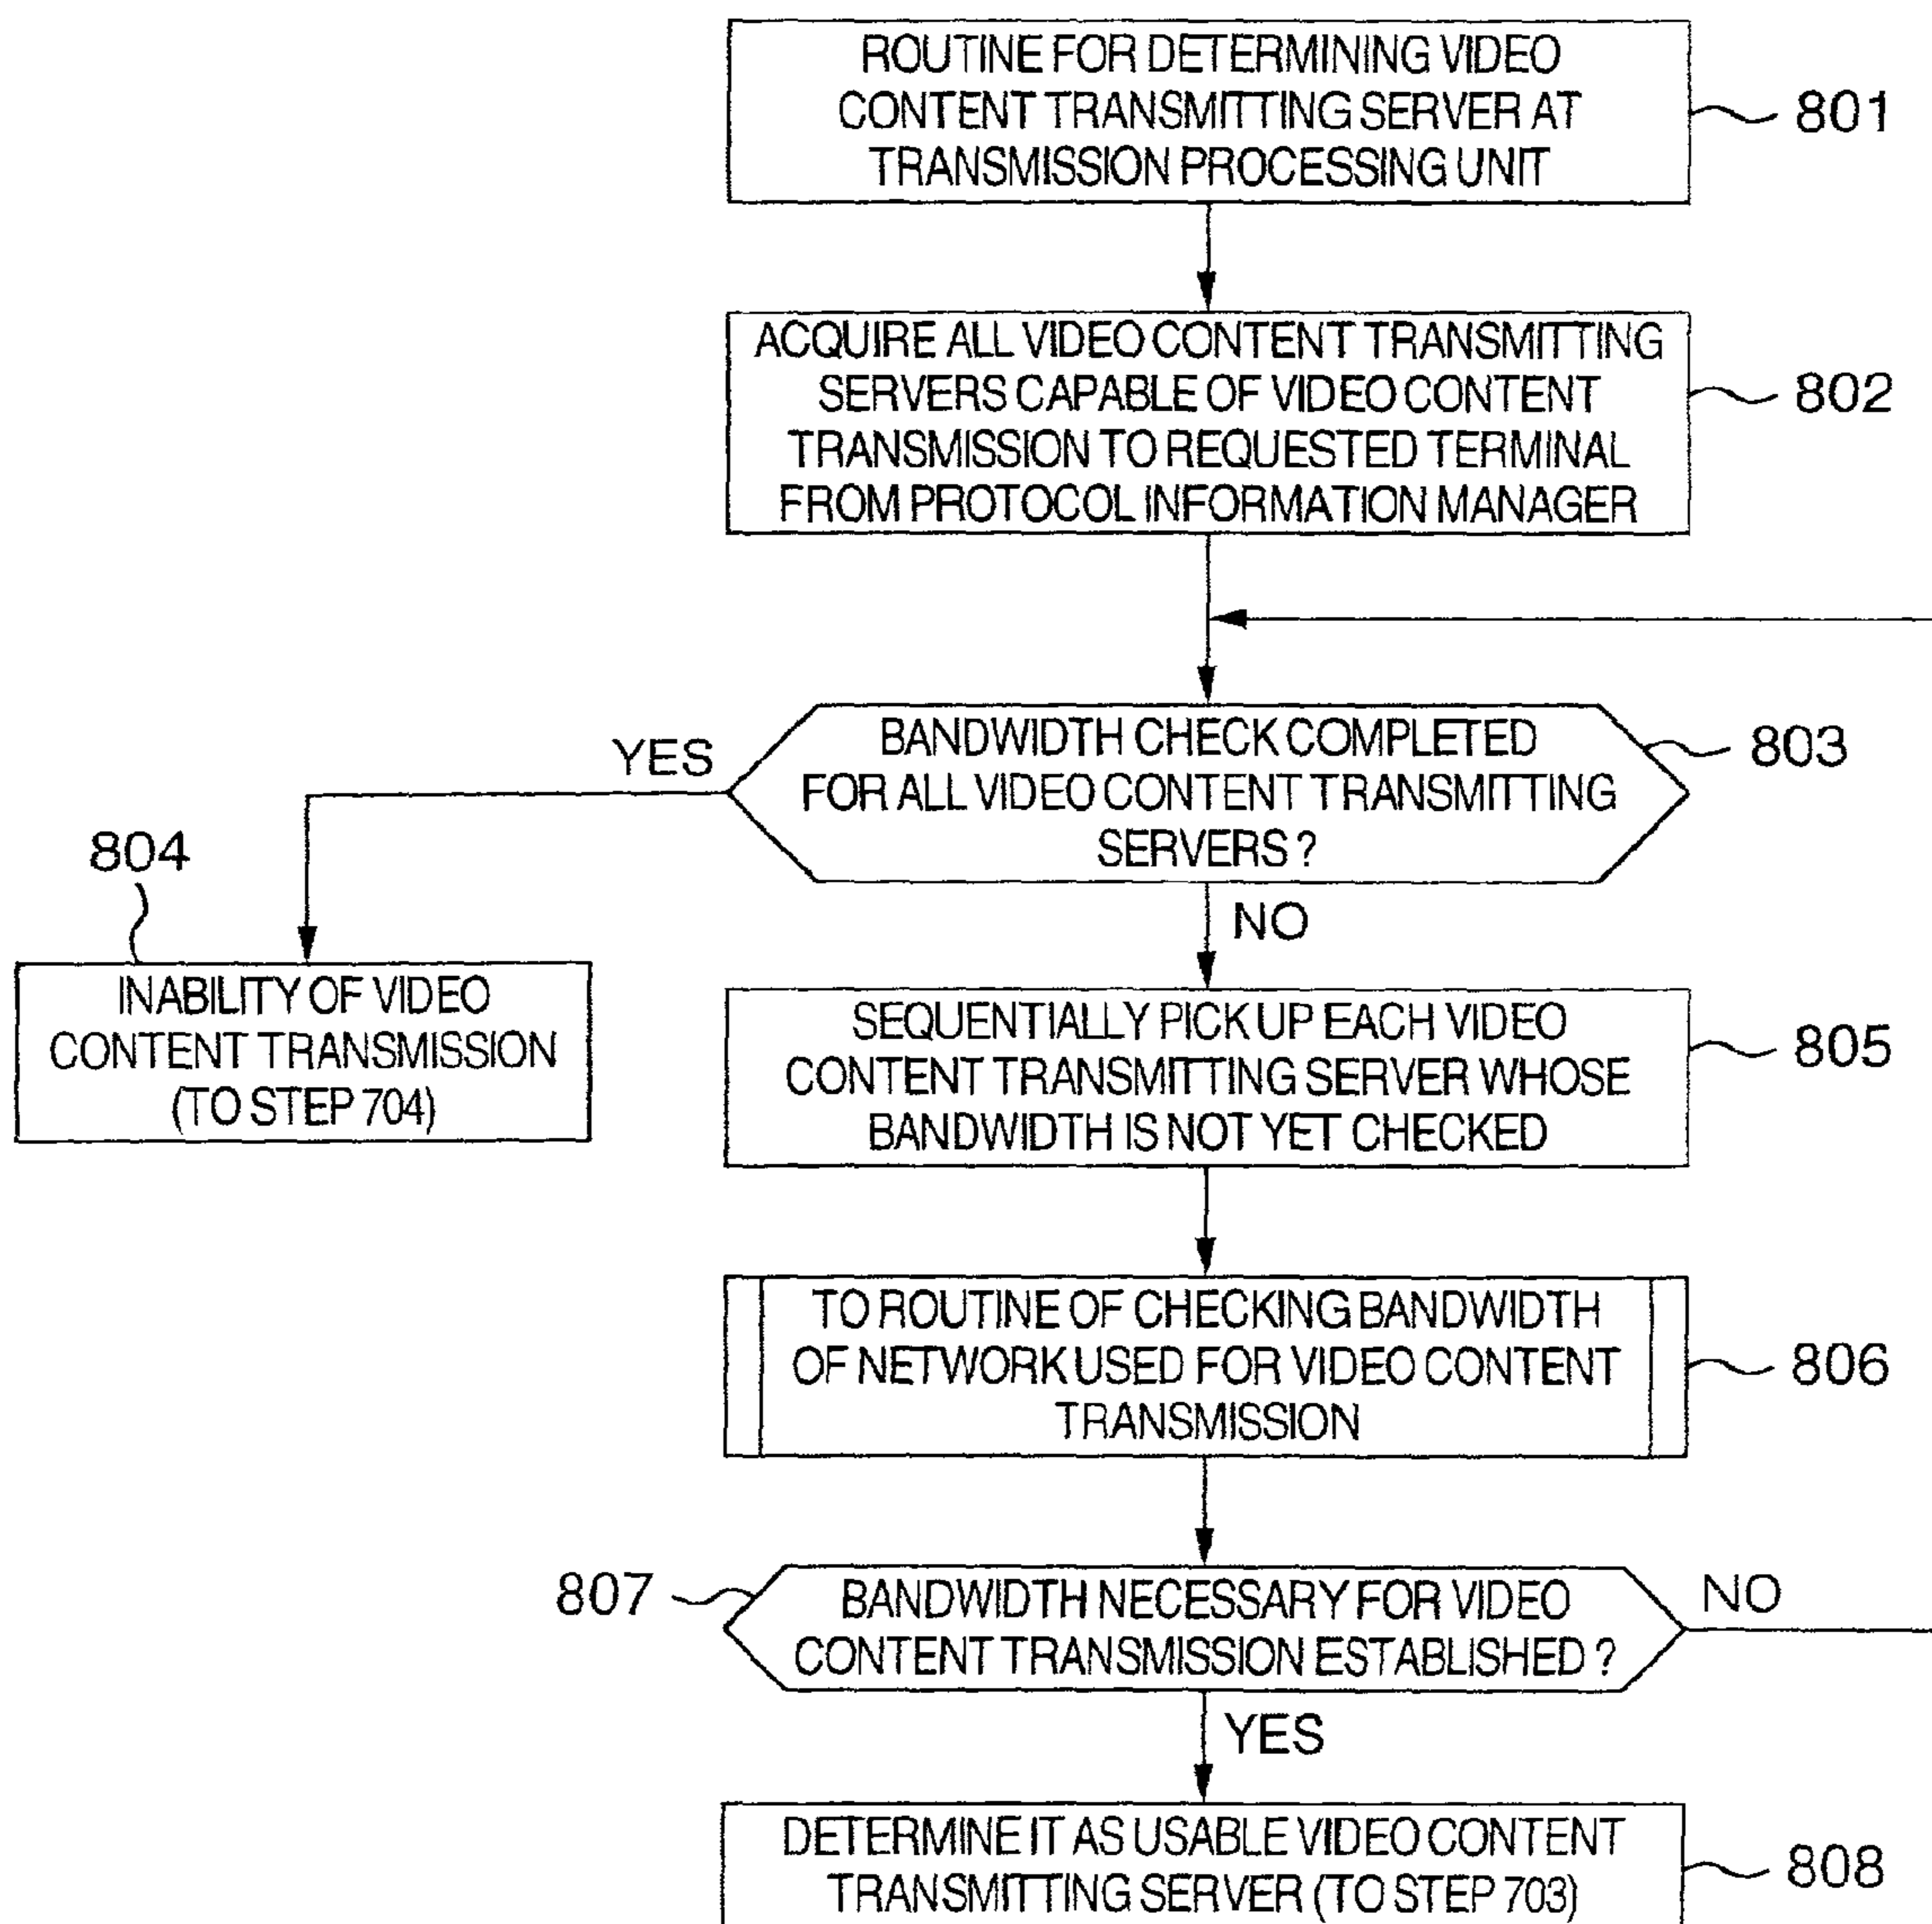 ROUTINE FOR DETERMINING VIDEO
CONTENT TRANSMITTING SERVER AT
TRANSMISSION PROCESSING UNIT
801
ACQUIRE ALL VIDEO CONTENT TRANSMITTING
SERVERS CAPABLE OF VIDEO CONTENT
TRANSMISSION TO REQUESTED TERMINAL
FROM PROTOCOL INFORMATION MANAGER
802
BANDWIDTH CHECK COMPLETED
FOR ALL VIDEO CONTENT TRANSMITTING
SERVERS ?
803
YES
804
INABILITY OF VIDEO
CONTENT TRANSMISSION
(TO STEP 704)
NO
SEQUENTIALLY PICK UP EACH VIDEO
CONTENT TRANSMITTING SERVER WHOSE
BANDWIDTH IS NOT YET CHECKED
805
TO ROUTINE OF CHECKING BANDWIDTH
OF NETWORK USED FOR VIDEO CONTENT
TRANSMISSION
806
807
BANDWIDTH NECESSARY FOR VIDEO
CONTENT TRANSMISSION ESTABLISHED ?
NO
YES
DETERMINE IT AS USABLE VIDEO CONTENT
TRANSMITTING SERVER (TO STEP 703)
808